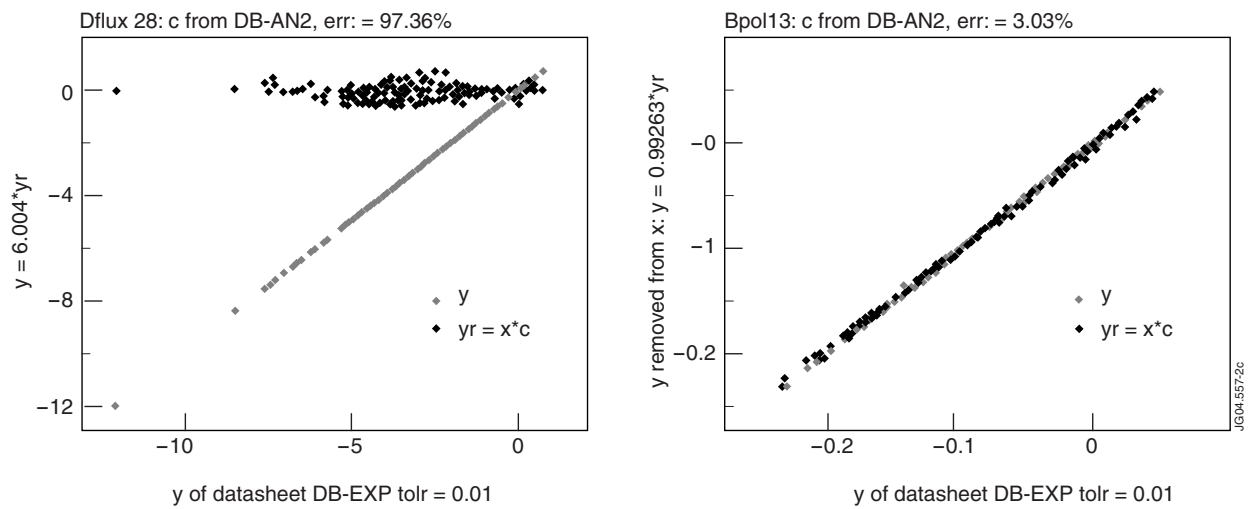 Dflux 28: c from DB-AN2, err: = 97.36%
y = 6.004*yr
0
−4
−8
−12
−10
−5
0
y
yr = x*c
y of datasheet DB-EXP tolr = 0.01
Bpol13: c from DB-AN2, err: = 3.03%
y removed from x: y = 0.99263*yr
−0
−1
−0.2
−0.2
−0.1
0
y
yr = x*c
y of datasheet DB-EXP tolr = 0.01
JG04.557-2c